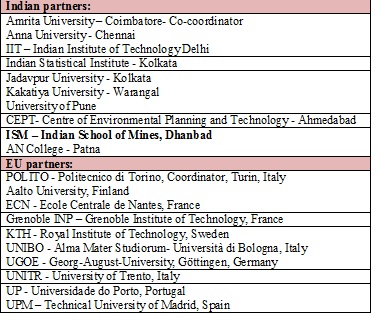 Indian partners:
Amrita University– Coimbatore- Co-coordinator
Anna University - Chennai
IIT – Indian Institute of Technology Delhi
Indian Statistical Institute - Kolkata
Jadavpur University - Kolkata
Kakatiya University - Warangal
University of Pune
CEPT- Centre of Environmental Planning and Technology - Ahmedabad
ISM – Indian School of Mines, Dhanbad
AN College - Patna
EU partners:
POLITO - Politecnico di Torino, Coordinator, Turin, Italy
Aalto University, Finland
ECN - Ecole Centrale de Nantes, France
Grenoble INP – Grenoble Institute of Technology, France
KTH - Royal Institute of Technology, Sweden
UNIBO - Alma Mater Studiorum- Università di Bologna, Italy
UGOE - Georg-August-University, Göttingen, Germany
UNITR - University of Trento, Italy
UP - Universidade do Porto, Portugal
UPM – Technical University of Madrid, Spain